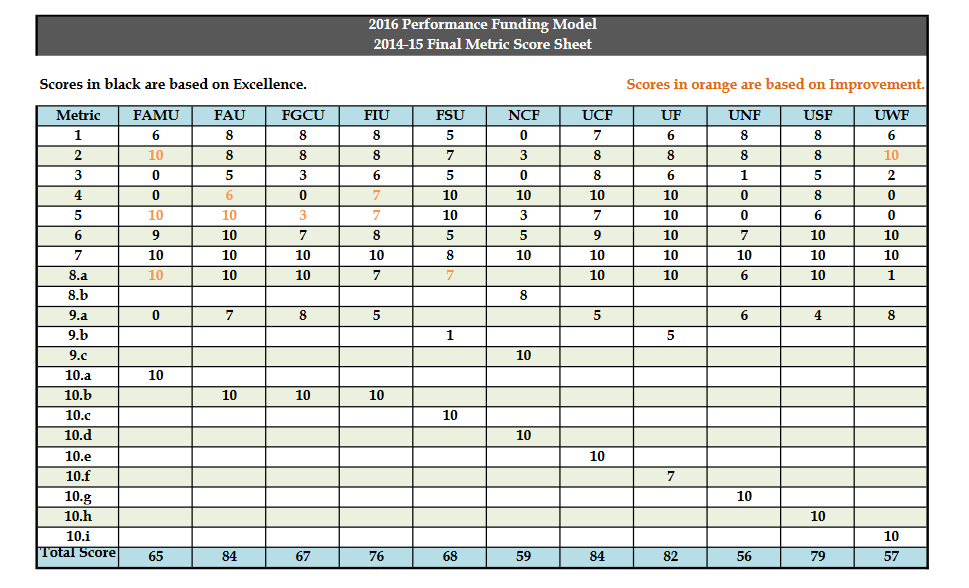 2016 Performance Funding Model
2014-15 Final Metric Score Sheet
Scores in black are based on Excellence. Scores in orange are based on Improvement.
Metric FAMU FAU FGCU FIU FSU NCF UCF UF UNF USF UWF
1 6 8 8 8 5 0 7 6 8 8 6
2 10 8 8 8 7 3 8 8 8 8 10
3 0 5 3 6 5 0 8 6 1 5 2
4 0 6 0 7 10 10 10 10 0 8 0
5 10 10 3 7 10 3 7 10 0 6 0
6 9 10 7 8 5 5 9 10 7 10 10
7 10 10 10 10 8 10 10 10 10 10 10
8.a 10 10 10 7 7 10 10 6 10 1
8.b 8
9.a 0 7 8 5 5 6 4 8
9.b 1 5
9.c 10
10.a 10
10.b 10 10 10
10.c 10
10.d 10
10.e 10
10.f 7
10.g 10
10.h 10
10.i 10
Total Score 65 84 67 76 68 59 84 82 56 79 57